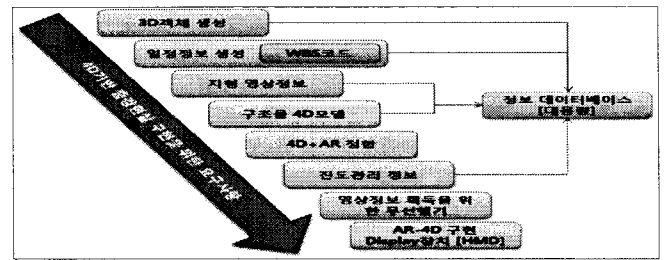 3D객체 생성
일정정보 생성
WBS코드
지형 영상정보
구조물 4D모델
4D+AR 정합
진도관리 정보
영상정보 획득을 위
한 무선헬기
AR-4D 구현
Display장치 [HMD]
정보 데이터베이스
4D기반 증강현실 구현을 위한 요구사항